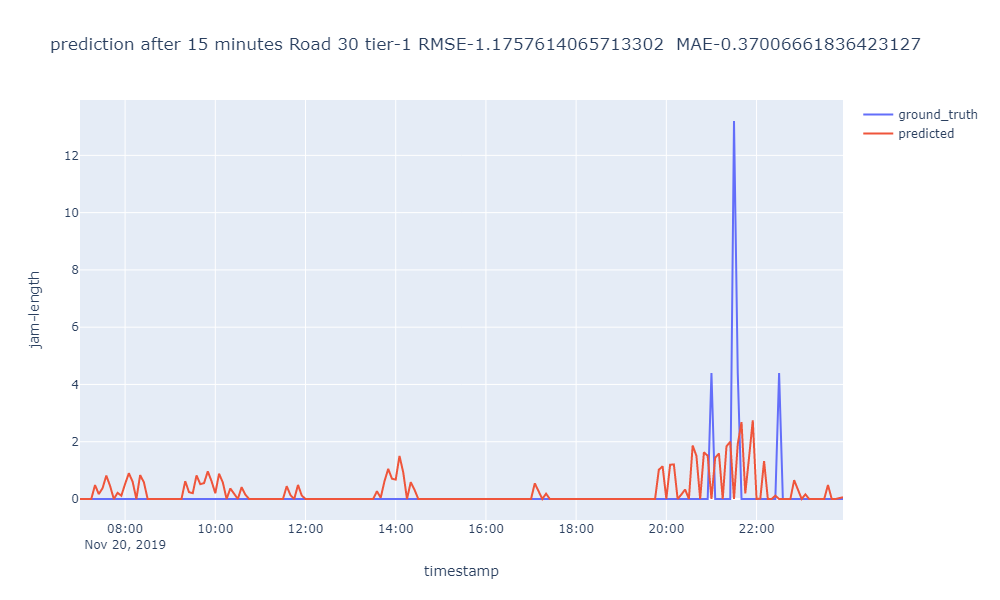 prediction after 15 minutes Road 30 tier-1 RMSE-1.1757614065713302  MAE-0.37006661836423127
ground_truth
predicted
12
10
8
6
4
2
0
jam-length
08:00 10:00 12:00 14:00 16:00 18:00 20:00 22:00
Nov 20, 2019
timestamp